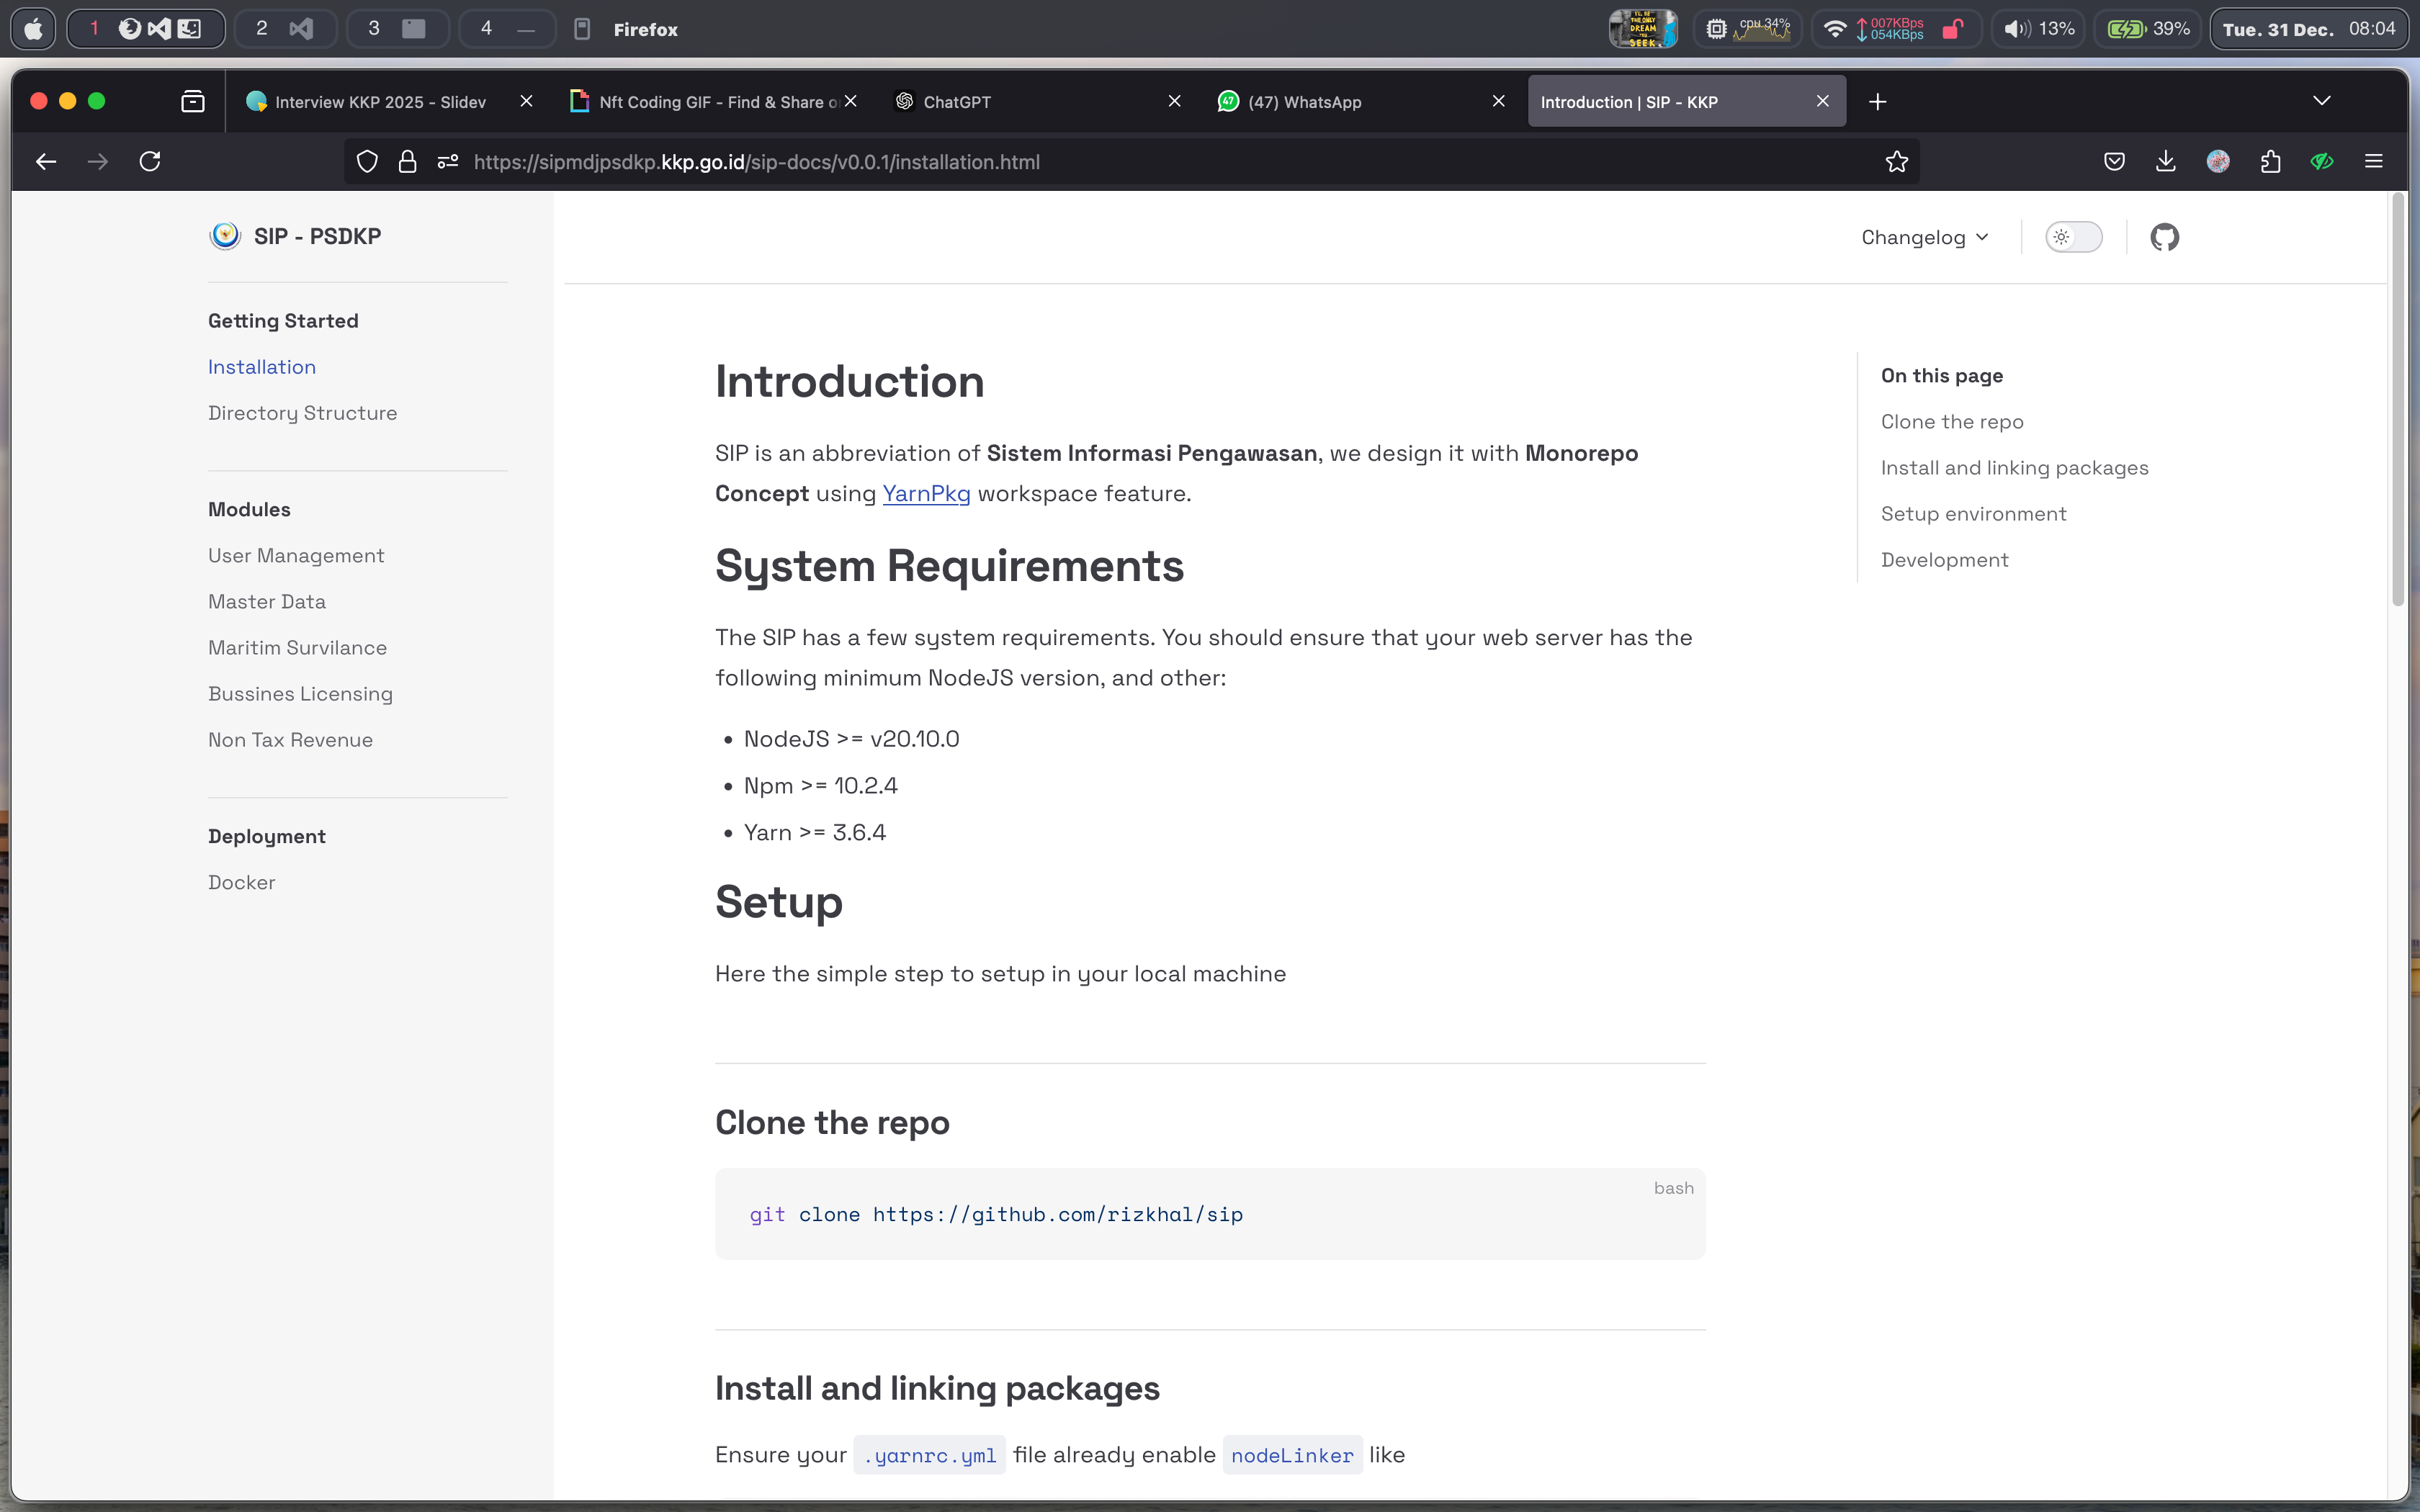 1
2
3
4
Firefox
I'LL BE
THE ONLY
DREAM
YOU
SEEK
cpu 34%
007KBps
054KBps
13%
39%
Tue. 31 Dec. 08:04
Interview KKP 2025 - Slidev
Nft Coding GIF - Find & Share o
ChatGPT
47
(47) WhatsApp
Introduction | SIP - KKP
https://sipmdjpsdkp.kkp.go.id/sip-docs/v0.0.1/installation.html
SIP - PSDKP
Changelog
Getting Started
Installation
Directory Structure
Modules
User Management
Master Data
Maritim Survilance
Bussines Licensing
Non Tax Revenue
Deployment
Docker
Introduction
SIP is an abbreviation of Sistem Informasi Pengawasan, we design it with Monorepo
Concept using YarnPkg workspace feature.
System Requirements
The SIP has a few system requirements. You should ensure that your web server has the
following minimum NodeJS version, and other:
• NodeJS >= v20.10.0
• Npm >= 10.2.4
• Yarn >= 3.6.4
Setup
Here the simple step to setup in your local machine
Clone the repo
bash
git clone https://github.com/rizkhal/sip
Install and linking packages
Ensure your .yarnrc.yml file already enable nodeLinker like
On this page
Clone the repo
Install and linking packages
Setup environment
Development